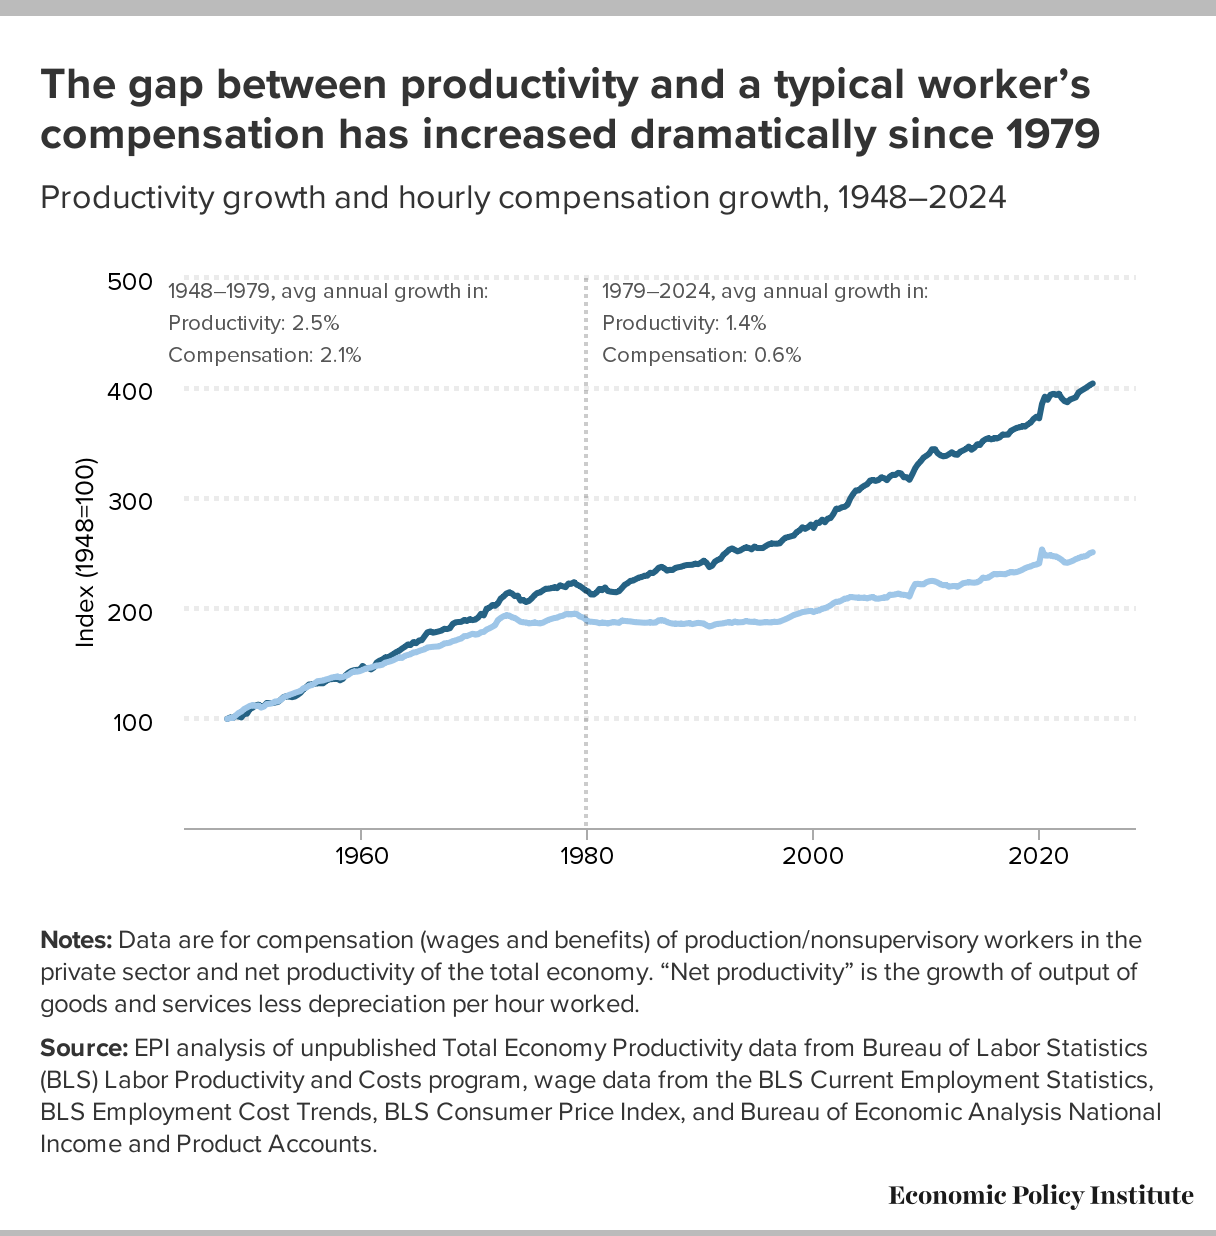 The gap between productivity and a typical worker’s
compensation has increased dramatically since 1979
Productivity growth and hourly compensation growth, 1948–2024
500
1948–1979, avg annual growth in:
Productivity: 2.5%
Compensation: 2.1%
1979–2024, avg annual growth in:
Productivity: 1.4%
Compensation: 0.6%
400
300
200
100
Index (1948=100)
1960
1980
2000
2020
Notes: Data are for compensation (wages and benefits) of production/nonsupervisory workers in the
private sector and net productivity of the total economy. “Net productivity” is the growth of output of
goods and services less depreciation per hour worked.
Source: EPI analysis of unpublished Total Economy Productivity data from Bureau of Labor Statistics
(BLS) Labor Productivity and Costs program, wage data from the BLS Current Employment Statistics,
BLS Employment Cost Trends, BLS Consumer Price Index, and Bureau of Economic Analysis National
Income and Product Accounts.
Economic Policy Institute